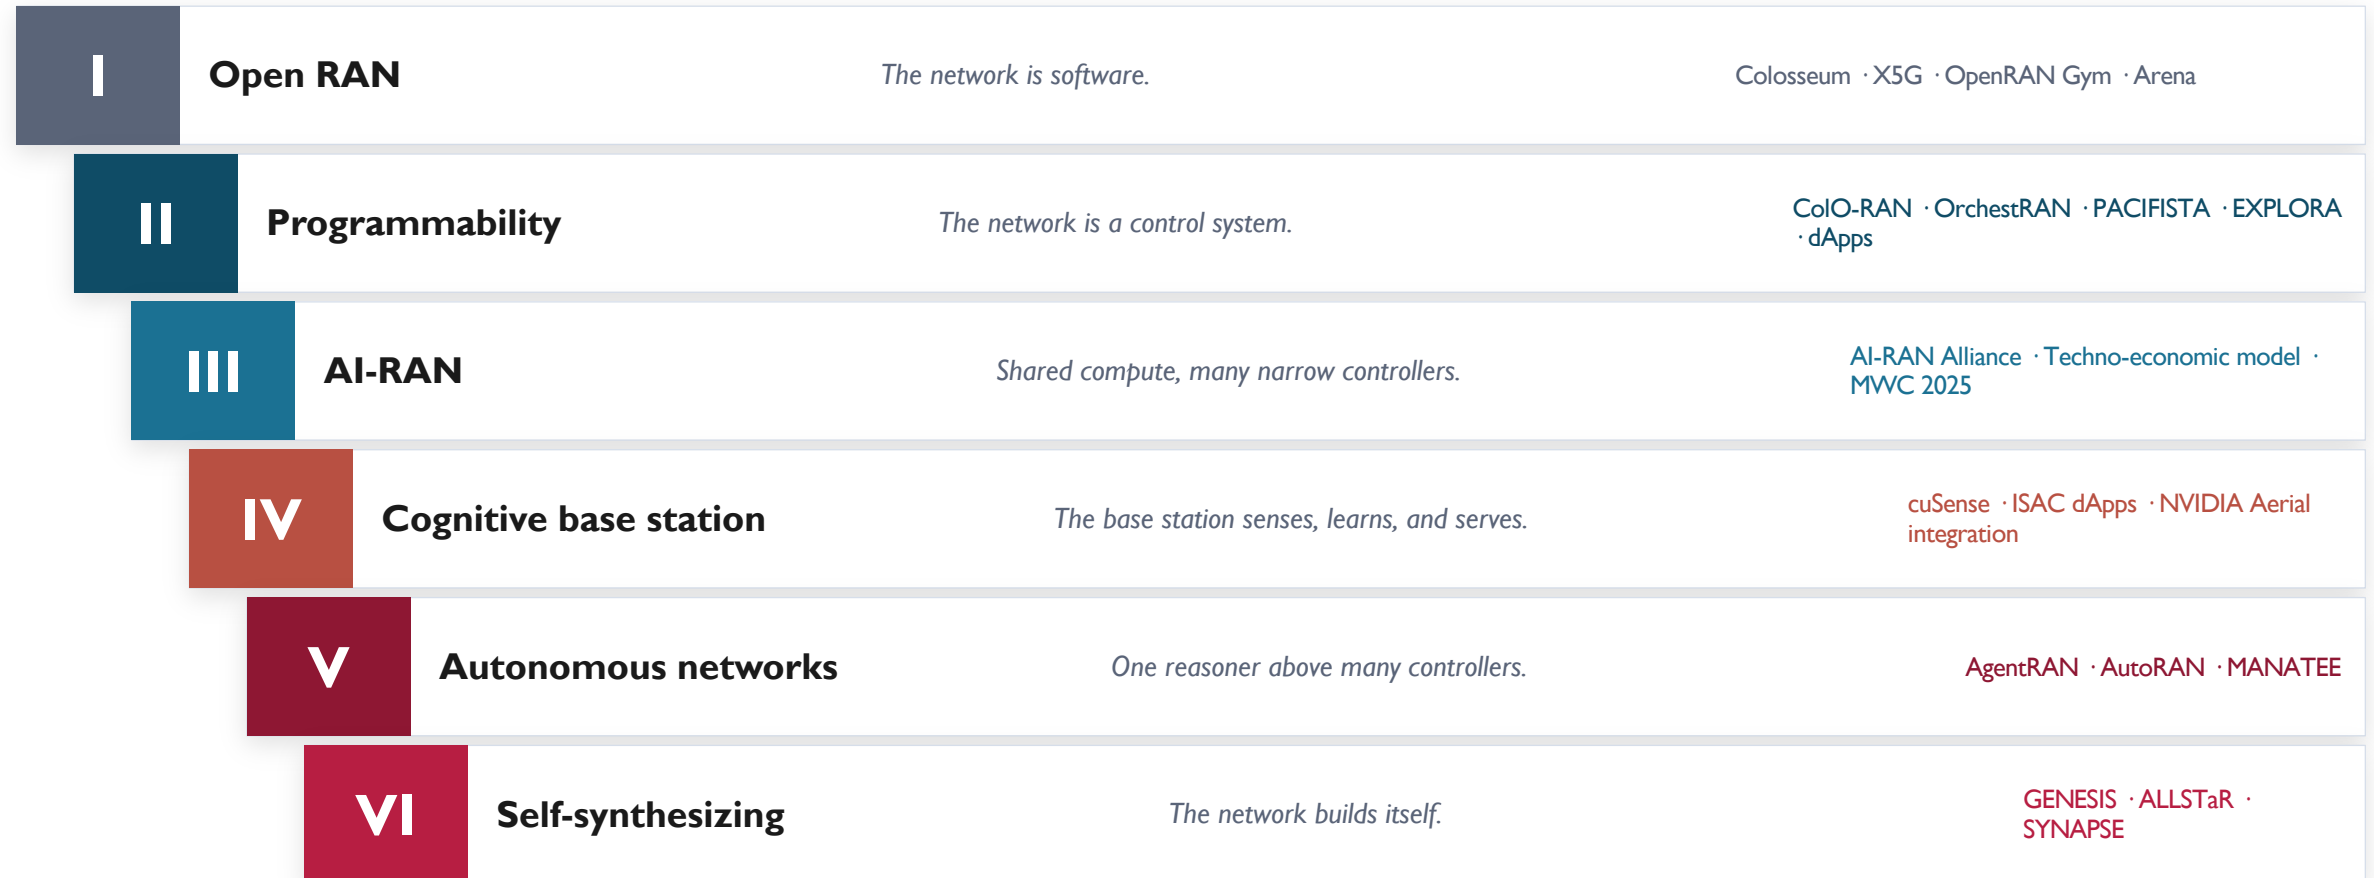 I
Open RAN
The network is software.
Colosseum · X5G · OpenRAN Gym · Arena
II
Programmability
The network is a control system.
ColO-RAN · OrchestRAN · PACIFISTA · EXPLORA
· dApps
III
AI-RAN
Shared compute, many narrow controllers.
AI-RAN Alliance · Techno-economic model ·
MWC 2025
IV
Cognitive base station
The base station senses, learns, and serves.
cuSense · ISAC dApps · NVIDIA Aerial
integration
V
Autonomous networks
One reasoner above many controllers.
AgentRAN · AutoRAN · MANATEE
VI
Self-synthesizing
The network builds itself.
GENESIS · ALLSTaR ·
SYNAPSE